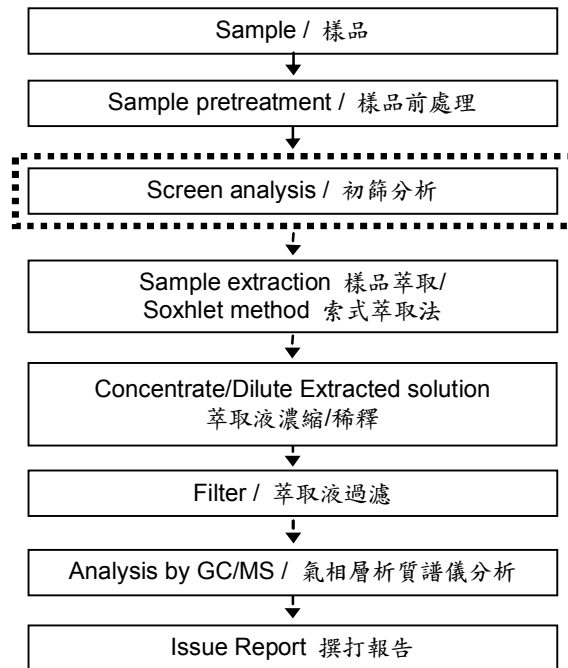 Sample / 樣品
Sample pretreatment / 樣品前處理
Screen analysis / 初篩分析
Sample extraction 樣品萃取/
Soxhlet method 索式萃取法
Concentrate/Dilute Extracted solution
萃取液濃縮/稀釋
Filter / 萃取液過濾
Analysis by GC/MS / 氣相層析質譜儀分析
Issue Report 撰打報告